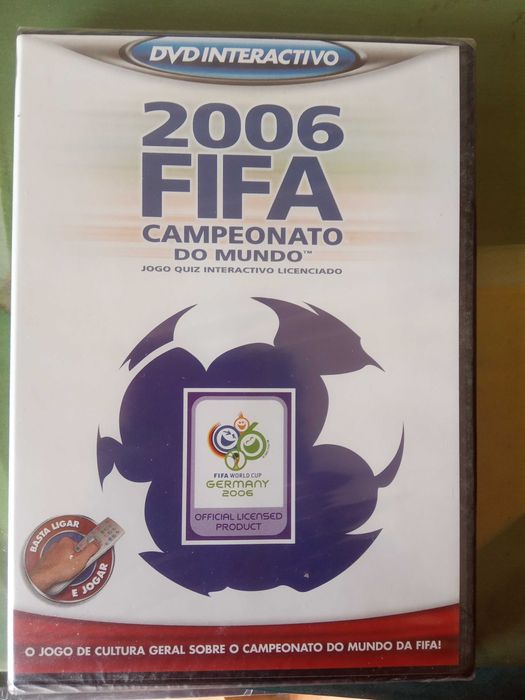 DVD INTERACTIVO
2006
FIFA
CAMPEONATO
DO MUNDO™
JOGO QUIZ INTERACTIVO LICENCIADO
FIFA WORLD CUP
GERMANY
2006
OFFICIAL LICENSED
PRODUCT
BASTA LIGAR
E JOGAR
O JOGO DE CULTURA GERAL SOBRE O CAMPEONATO DO MUNDO DA FIFA!